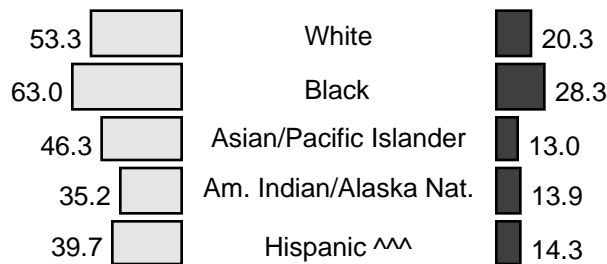 53.3 White 20.3
63.0 Black 28.3
46.3 Asian/Pacific Islander 13.0
35.2 Am. Indian/Alaska Nat. 13.9
39.7 Hispanic ^^^ 14.3